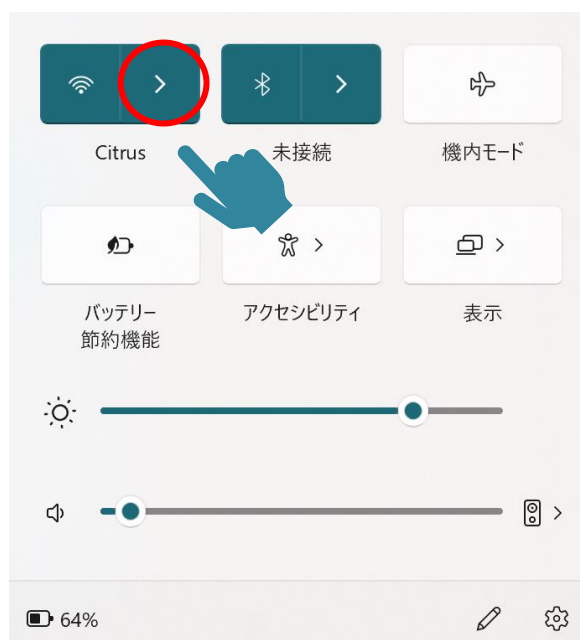 Citrus
未接続
機内モード
バッテリー
節約機能
アクセシビリティ
表示
64%